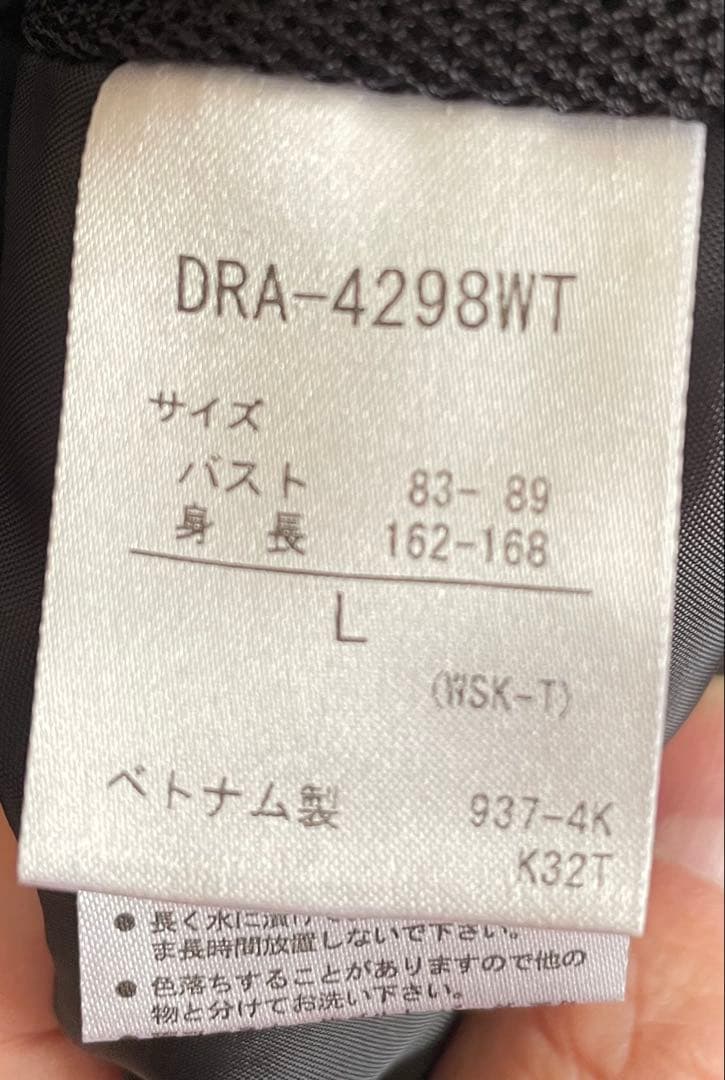 DRA-4298WT
サイズ
バスト 83- 89
身 長 162-168
L
(WSK-T)
ベトナム製 937-4K
K32T
● 長く水に漬け
ま長時間放置しないで下さい。
● 色落ちすることがありますので他の
物と分けてお洗い下さい。